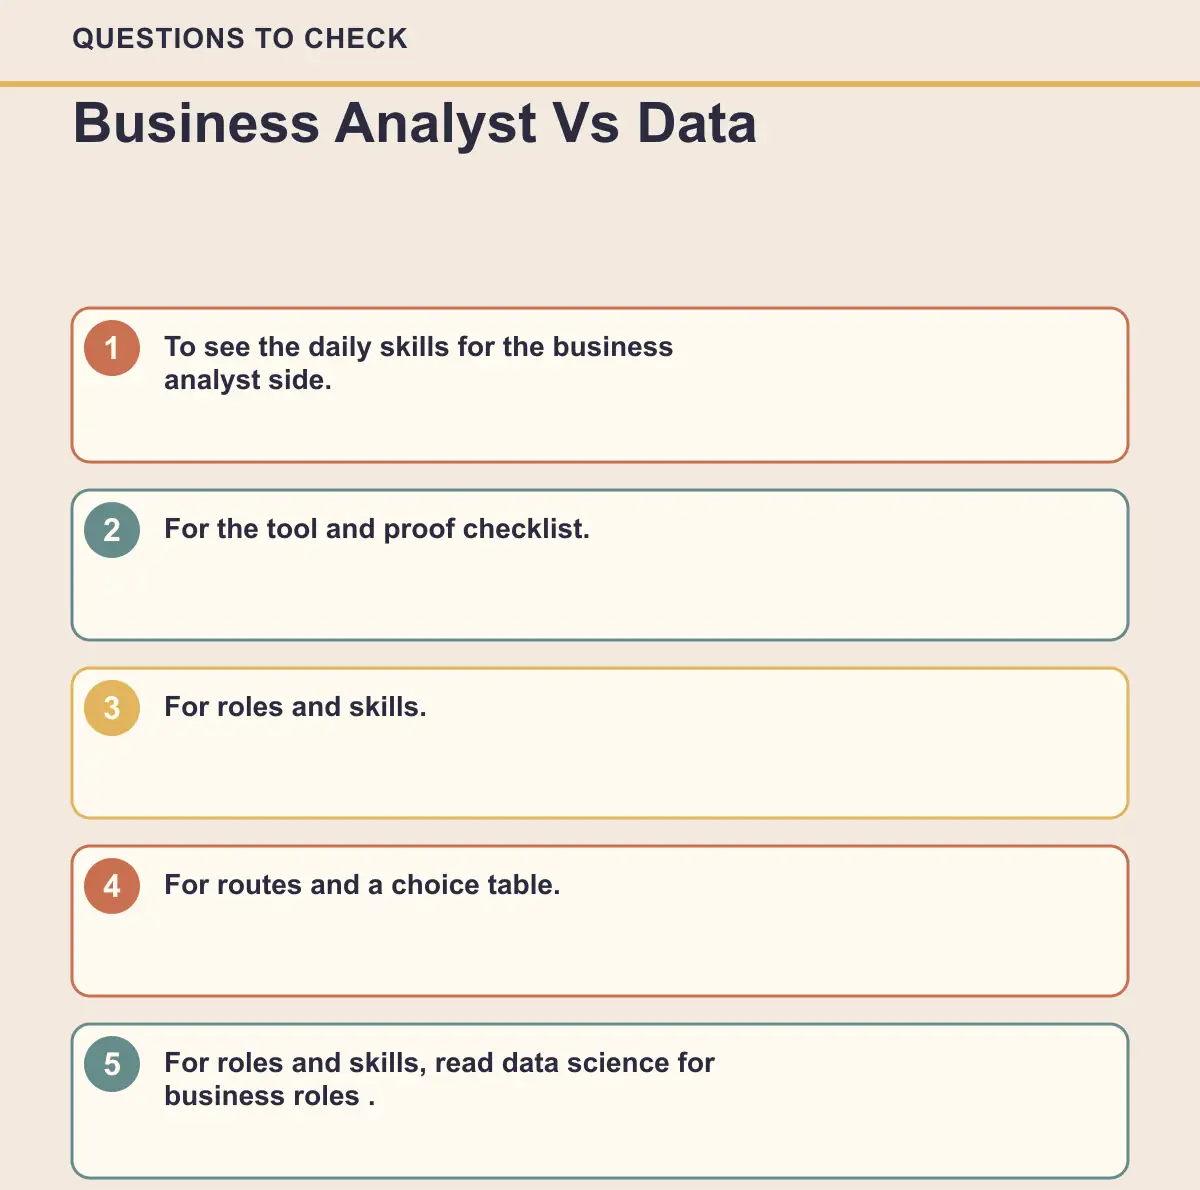 QUESTIONS TO CHECK
Business Analyst Vs Data
1
To see the daily skills for the business
analyst side.
2
For the tool and proof checklist.
3
For roles and skills.
4
For routes and a choice table.
5
For roles and skills, read data science for
business roles .